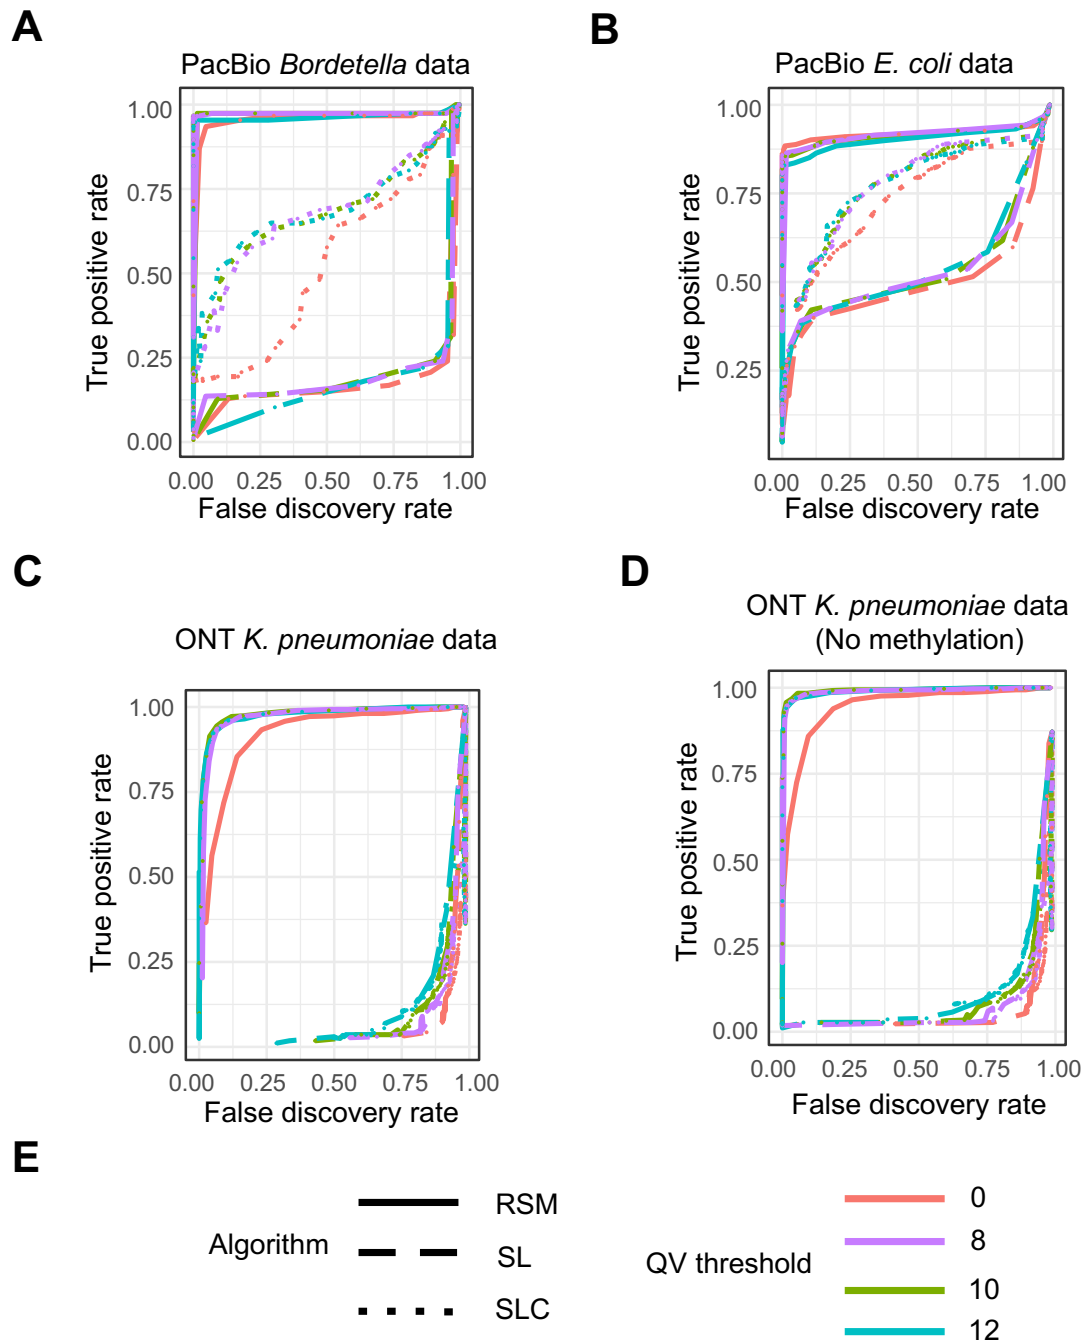 A
PacBio Bordetella data
True positive rate
1.00
0.75
0.50
0.25
0.00
0.00 0.25 0.50 0.75 1.00
False discovery rate
B
PacBio E. coli data
True positive rate
1.00
0.75
0.50
0.25
0.00 0.25 0.50 0.75 1.00
False discovery rate
C
ONT K. pneumoniae data
True positive rate
1.00
0.75
0.50
0.25
0.00
0.00 0.25 0.50 0.75 1.00
False discovery rate
D
ONT K. pneumoniae data
(No methylation)
True positive rate
1.00
0.75
0.50
0.25
0.00
0.00 0.25 0.50 0.75 1.00
False discovery rate
E
Algorithm
RSM
SL
SLC
QV threshold
0
8
10
12